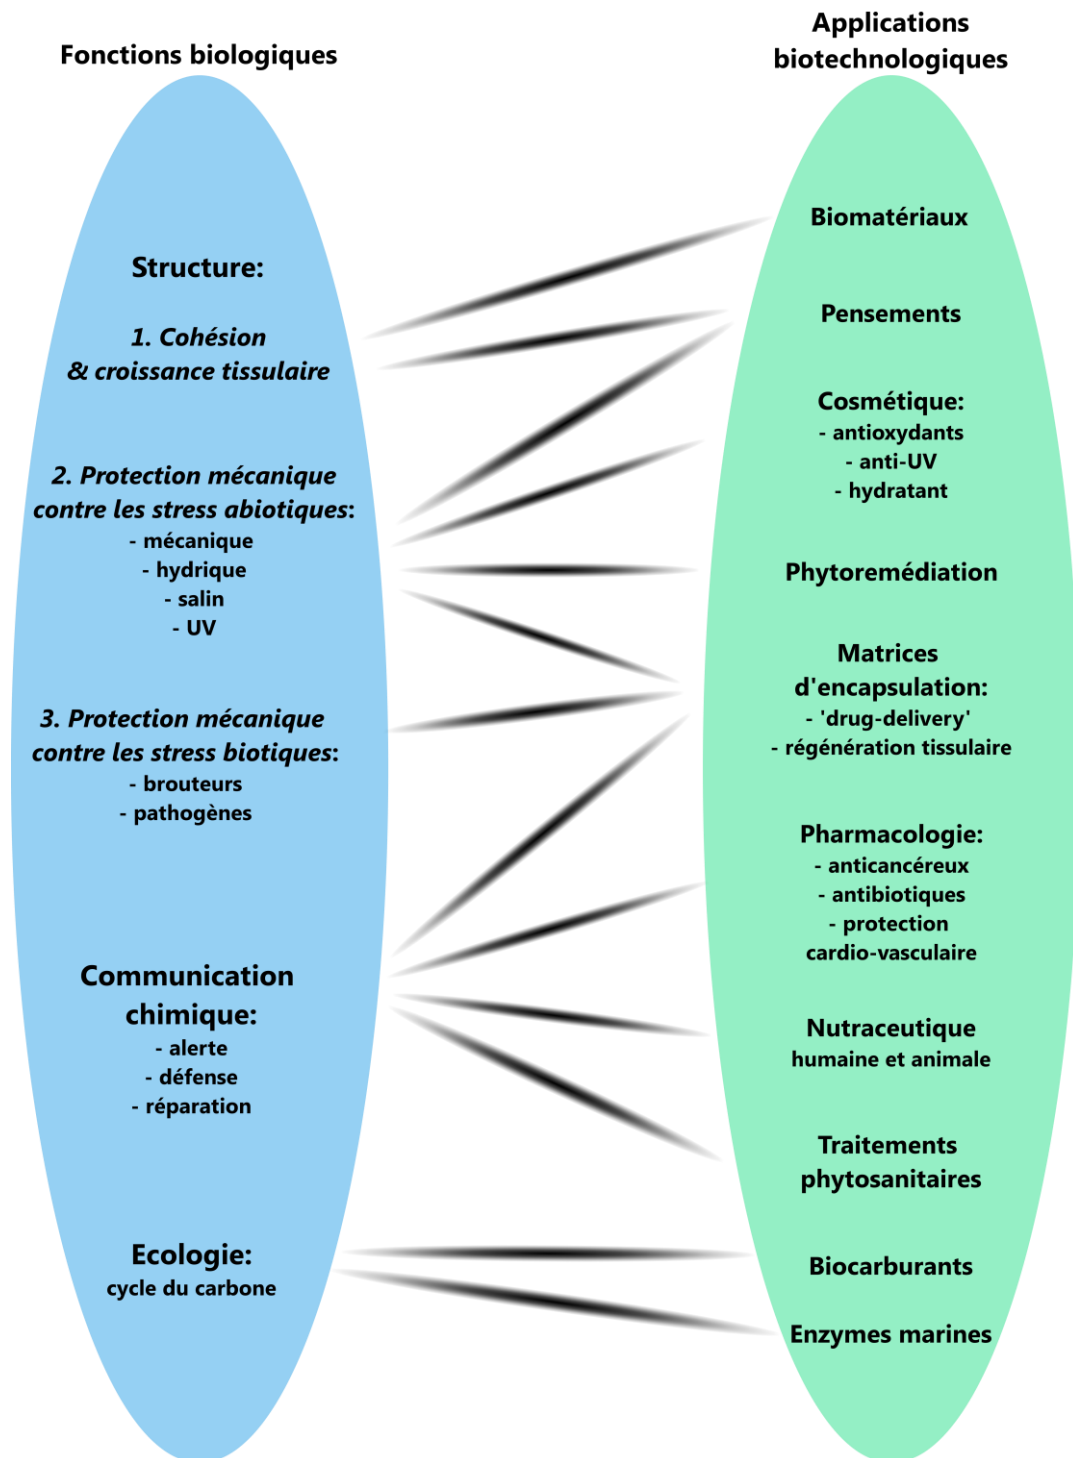 Fonctions biologiques
Structure:
1. Cohésion
& croissance tissulaire
2. Protection mécanique
contre les stress abiotiques:
- mécanique
- hydrique
- salin
- UV
3. Protection mécanique
contre les stress biotiques:
- brouteurs
- pathogènes
Communication
chimique:
- alerte
- défense
- réparation
Ecologie:
cycle du carbone
Applications
biotechnologiques
Biomatériaux
Pensements
Cosmétique:
- antioxydants
- anti-UV
- hydratant
Phytoremédiation
Matrices
d'encapsulation:
- 'drug-delivery'
- régénération tissulaire
Pharmacologie:
- anticancéreux
- antibiotiques
- protection
cardio-vasculaire
Nutraceutique
humaine et animale
Traitements
phytosanitaires
Biocarburants
Enzymes marines